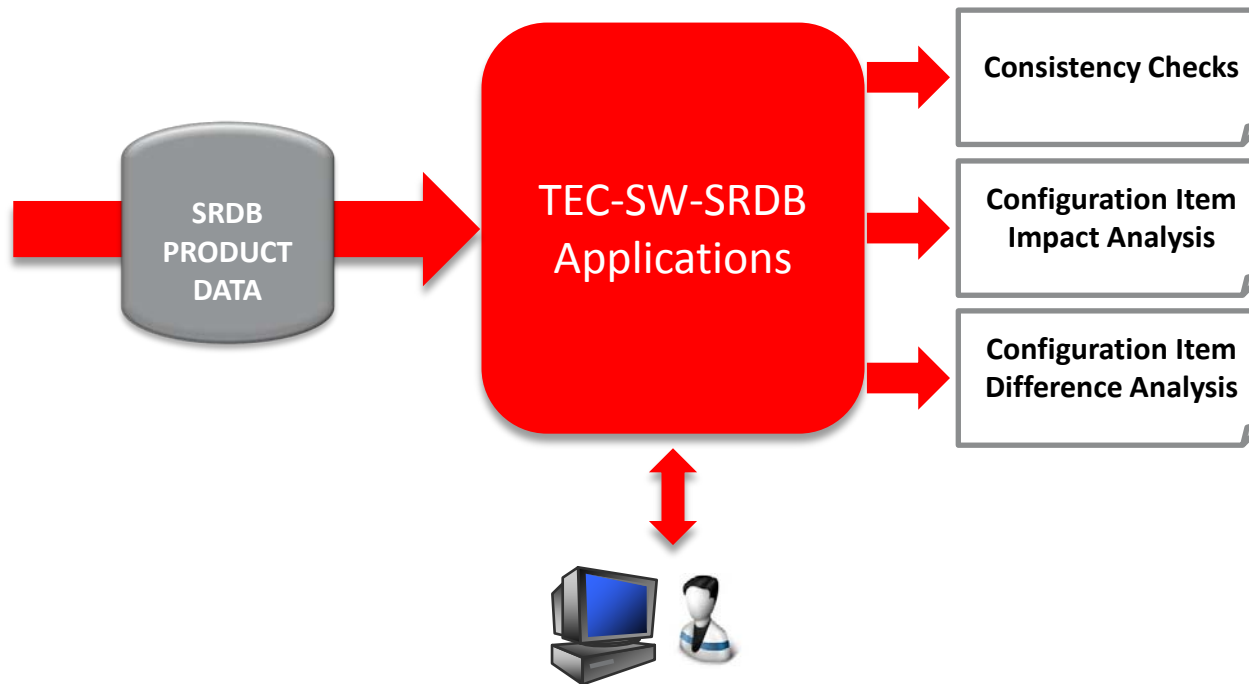 SRDB
PRODUCT
DATA
TEC-SW-SRDB
Applications
Consistency Checks
Configuration Item
Impact Analysis
Configuration Item
Difference Analysis